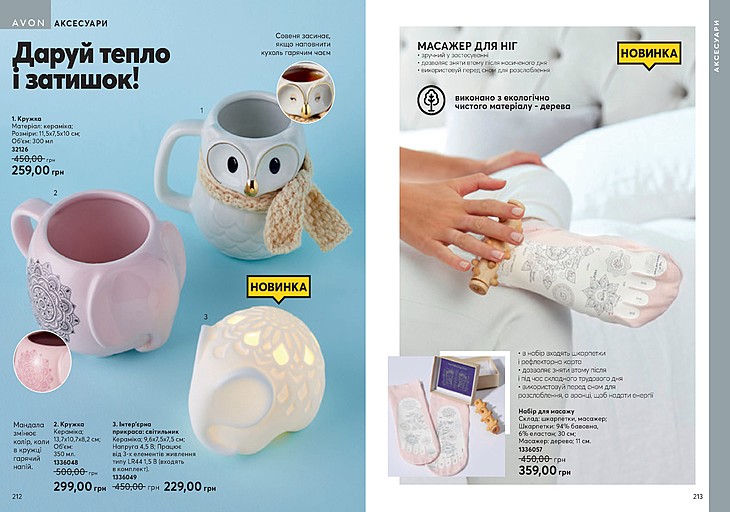 AVON АКСЕСУАРИ
Даруй тепло
і затишок!
Совеня засинає,
якщо наповнити
кухоль гарячим чаєм
1. Кружка
Матеріал: кераміка;
Розміри: 11,5х7,5х10 см;
Об'єм: 300 мл
32126
450,00 грн
259,00 грн
1
2
НОВИНКА
3
Мандала
змінює
колір, коли
в кружці
гарячий
напій.
2. Кружка
Кераміка;
13,7х10,7х8,2 см;
Об'єм:
350 мл.
1336048
500,00 грн
299,00 грн
3. Інтер'єрна
прикраса: світильник
Кераміка; 9,6х7,5х7,5 см;
Напруга 4,5 В; Працює
від 3-х елементів живлення
типу LR44 1,5 В (входять
в комплект).
1336049
450,00 грн 229,00 грн
212
МАСАЖЕР ДЛЯ НІГ
• зручний у застосуванні
• дозволяє зняти втому після насиченого дня
• використовуй перед сном для розслаблення
НОВИНКА
АКСЕСУАРИ
виконано з екологічно
чистого матеріалу - дерева
• в набір входять шкарпетки
і рефлекторна карта
• дозволяє зняти втому після
і під час складного трудового дня
• використовуй перед сном для
розслаблення, а вранці, щоб надати енергії
Набір для масажу
Склад: шкарпетки, масажер;
Шкарпетки: 94% бавовна,
6% еластан; 30 см;
Масажер: дерево; 11 см.
1336057
450,00 грн
359,00 грн
213